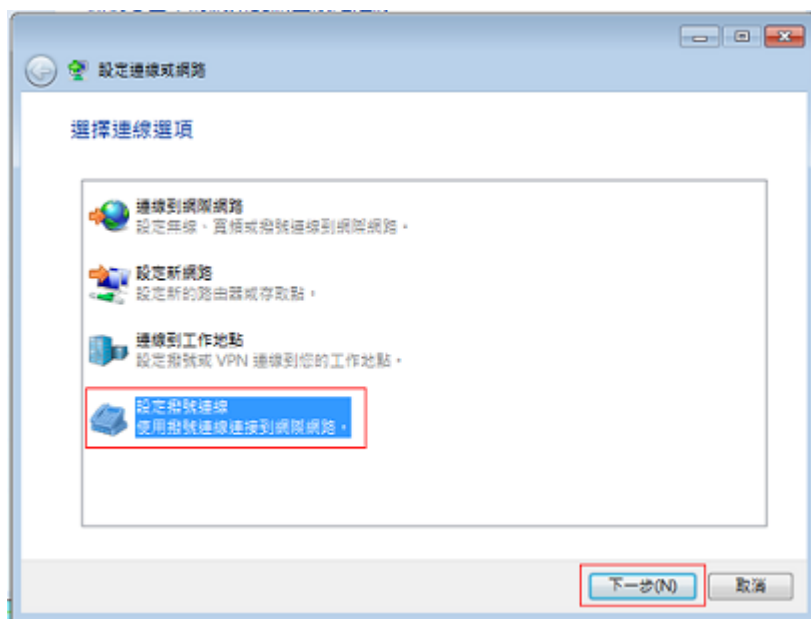 設定連線或網路
選擇連線選項
連線到網際網路
設定無線、寬頻或撥號連線到網際網路。
設定新網路
設定新的路由器或存取點。
連線到工作地點
設定撥號或 VPN 連線到您的工作地點。
設定撥號連線
使用撥號連線連接到網際網路。
下一步(N)
取消